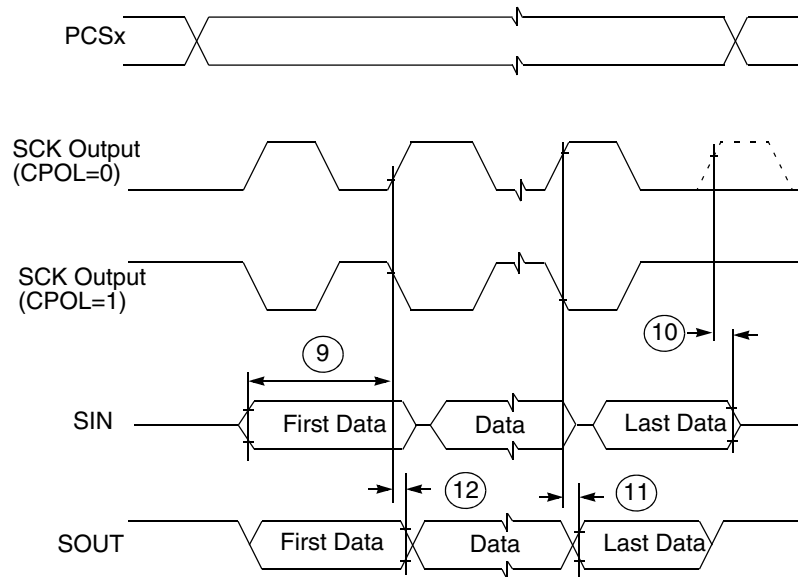 PCSx
SCK Output
(CPOL=0)
SCK Output
(CPOL=1)
10
9
SIN
First Data
Data
Last Data
12
11
SOUT
First Data
Data
Last Data